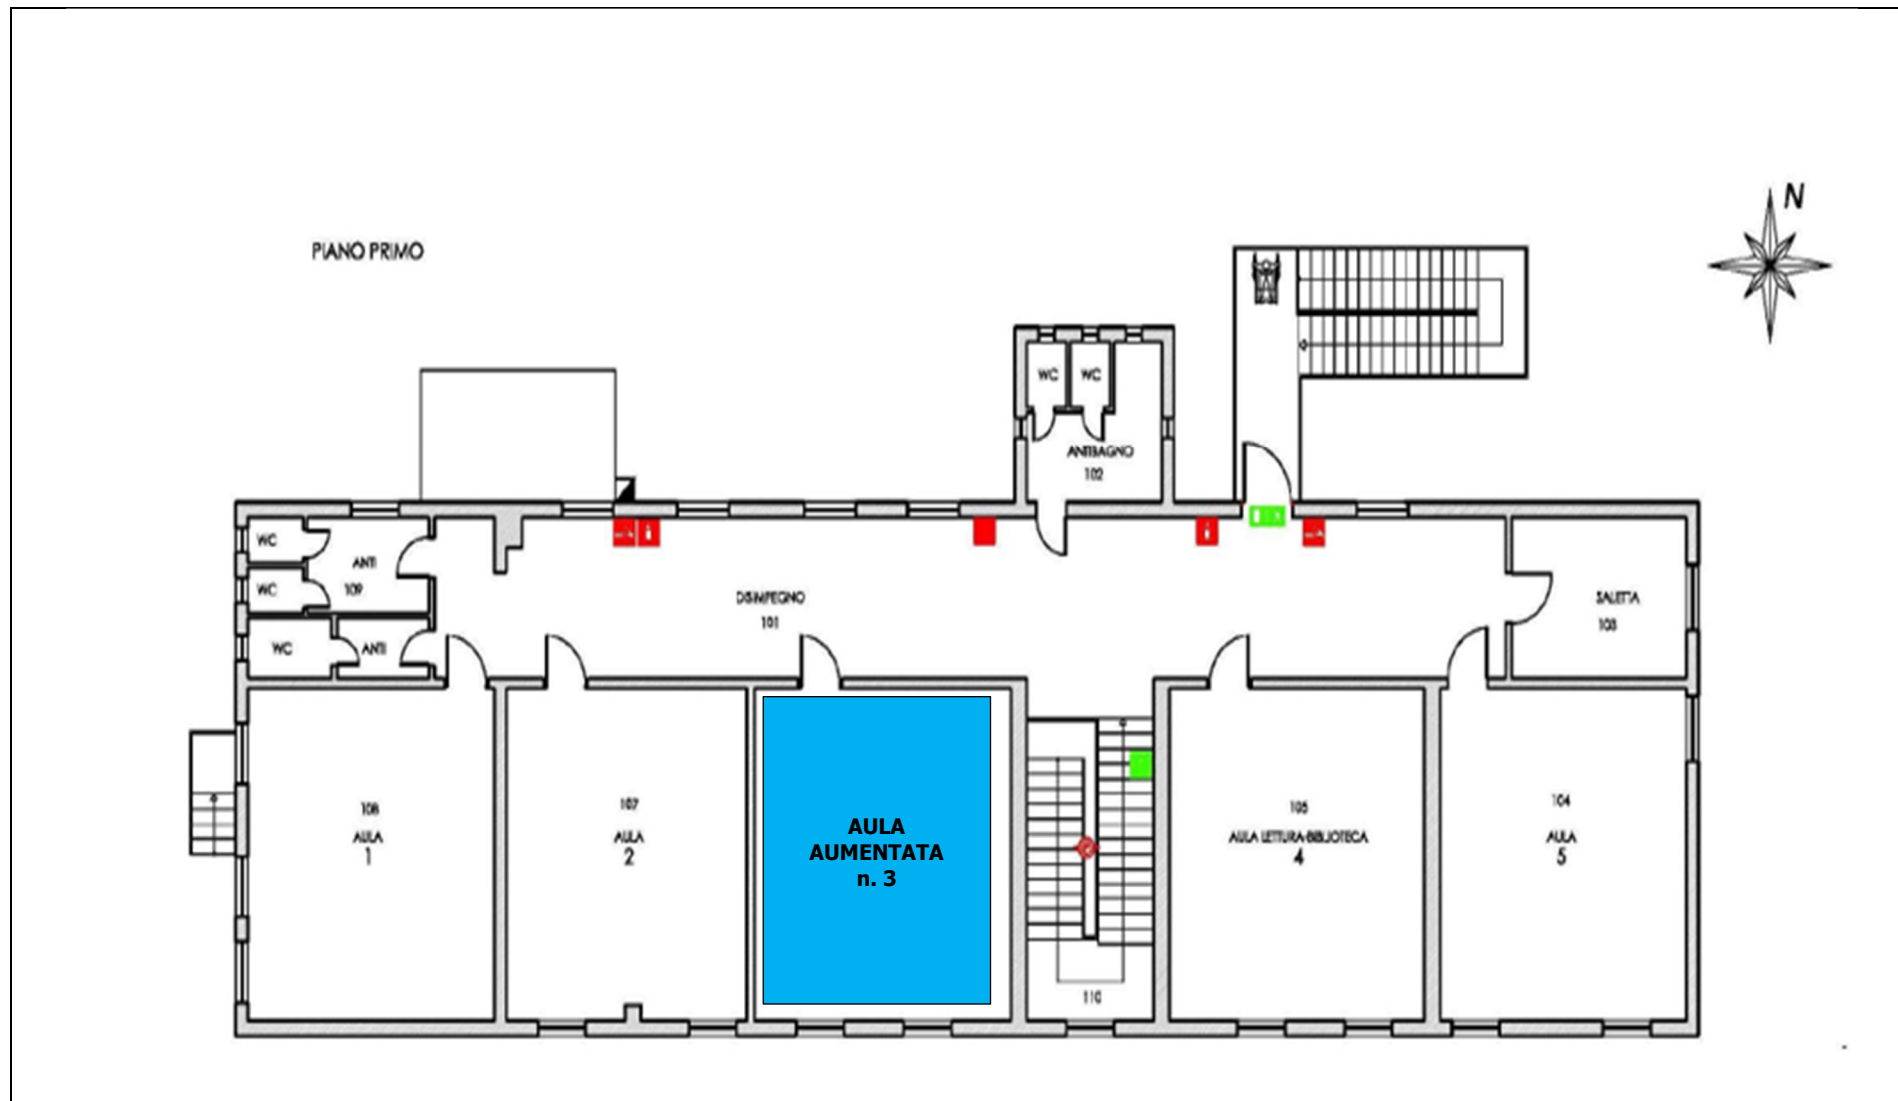 N
PIANO PRIMO
WC
WC
ANTIBAGNO
102
WC
ANTI
WC
109
DISIMPEGNO
101
SALETTA
103
WC
ANTI
108
AULA
1
107
AULA
2
AULA
AUMENTATA
n. 3
105
AULA LETTURA-BIBLIOTECA
4
104
AULA
5
110